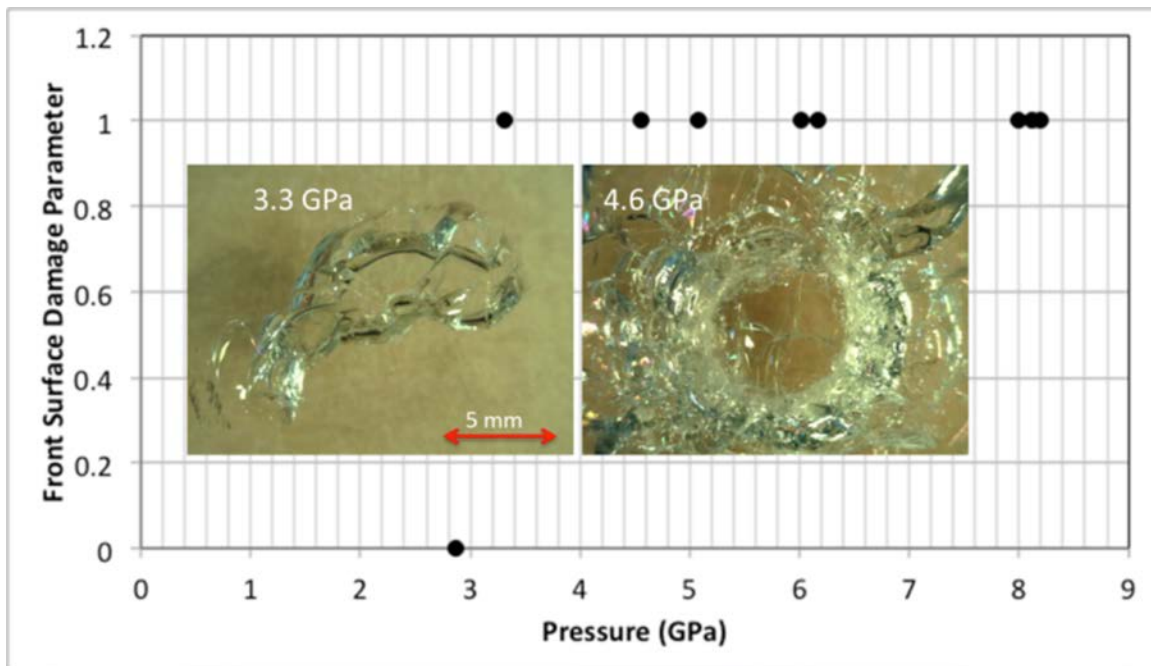 1.2
1
0.8
0.6
0.4
0.2
0
Front Surface Damage Parameter
3.3 GPa
4.6 GPa
5 mm
0 1 2 3 4 5 6 7 8 9
Pressure (GPa)